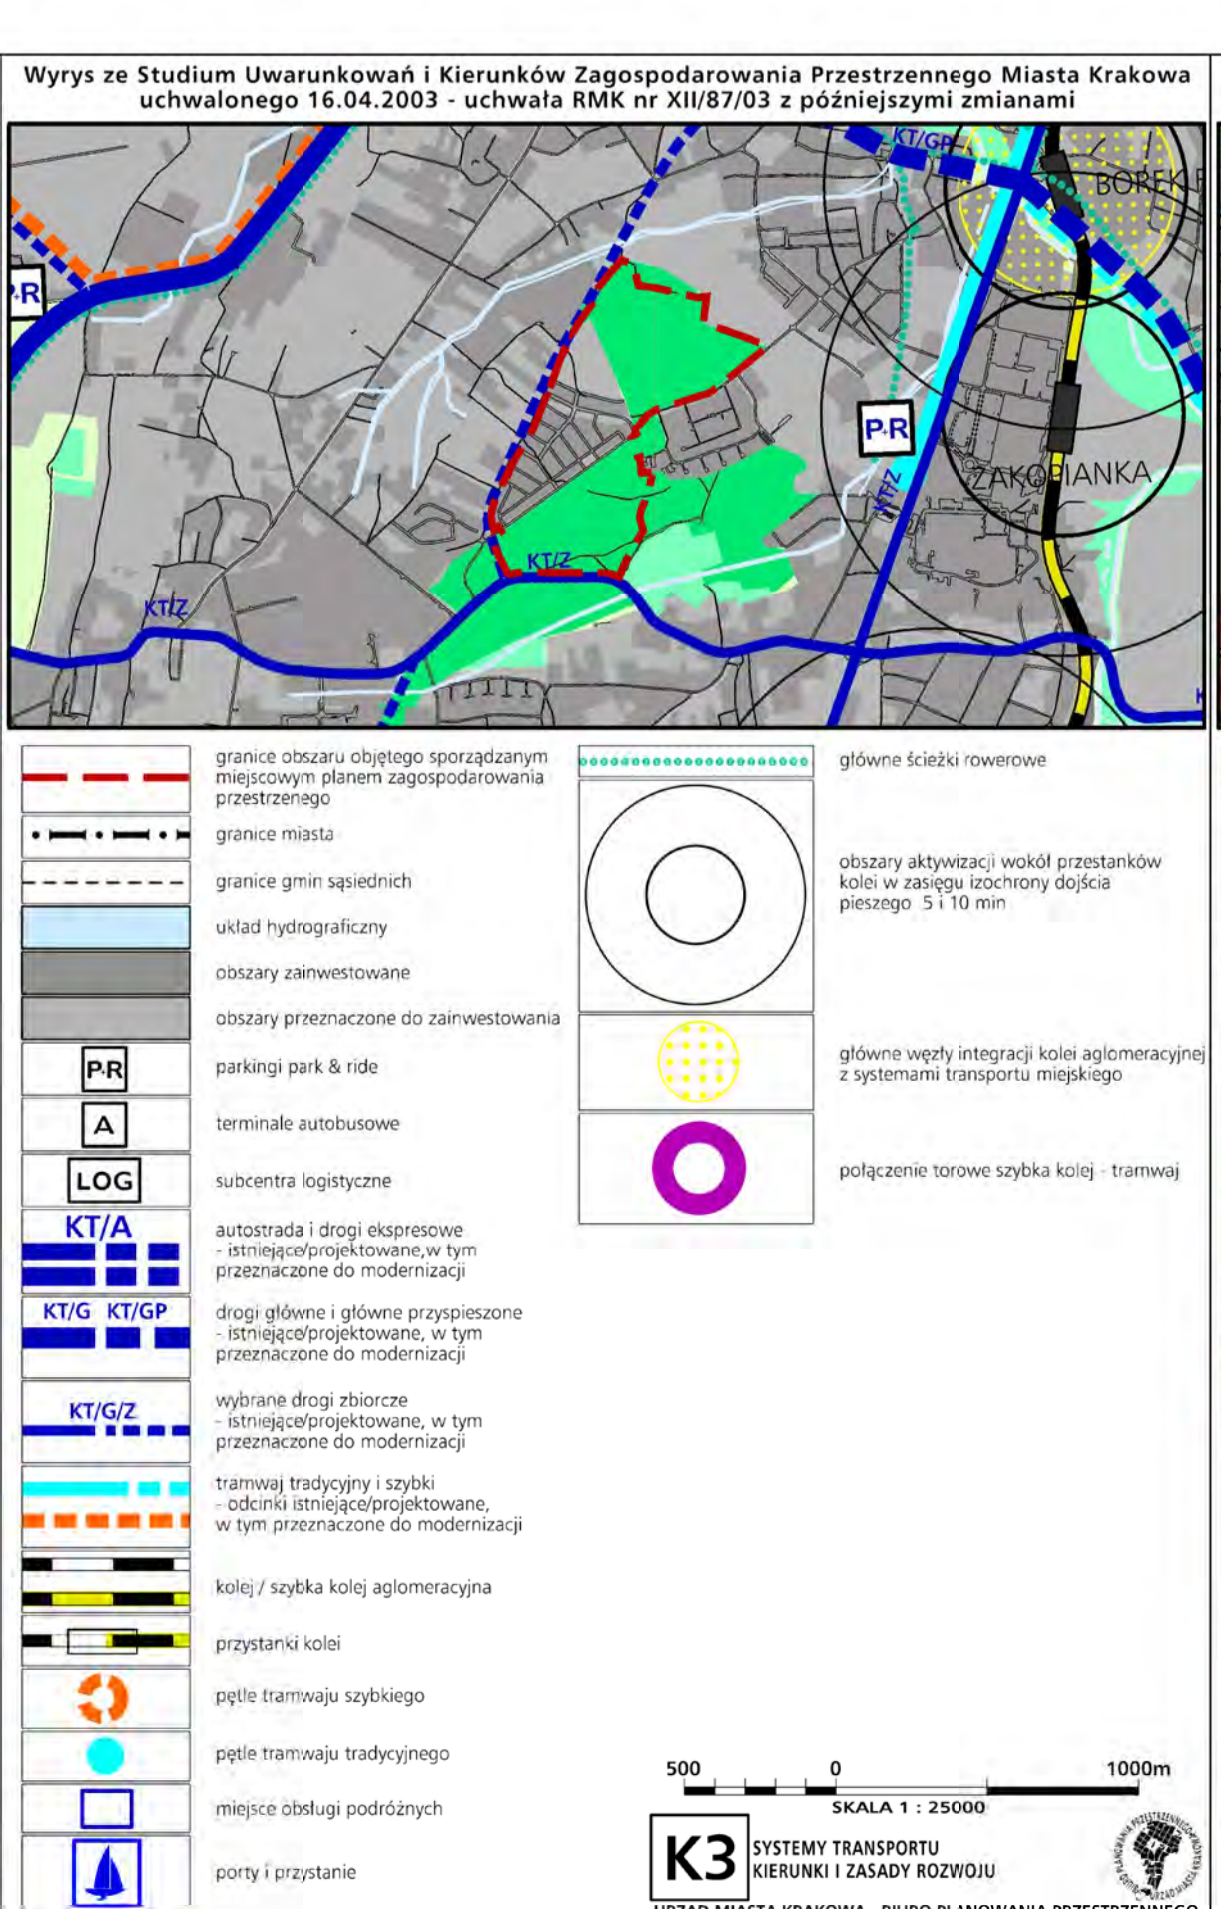 Wyrys ze Studium Uwarunkowań i Kierunków Zagospodarowania Przestrzennego Miasta Krakowa
uchwalonego 16.04.2003 - uchwała RMK nr XII/87/03 z późniejszymi zmianami
KT/GP
BOREK
P+R
P+R
KT/Z
ZAKOPIANKA
KT/Z
KT/Z
granice obszaru objętego sporządzanym
miejscowym planem zagospodarowania
przestrzenego
granice miasta
granice gmin sąsiednich
układ hydrograficzny
obszary zainwestowane
obszary przeznaczone do zainwestowania
P+R
parkingi park & ride
A
terminale autobusowe
LOG
subcentra logistyczne
KT/A
autostrada i drogi ekspresowe
- istniejące/projektowane,w tym
przeznaczone do modernizacji
KT/G KT/GP
drogi główne i główne przyspieszone
- istniejące/projektowane, w tym
przeznaczone do modernizacji
KT/G/Z
wybrane drogi zbiorcze
- istniejące/projektowane, w tym
przeznaczone do modernizacji
tramwaj tradycyjny i szybki
- odcinki istniejące/projektowane,
w tym przeznaczone do modernizacji
kolej / szybka kolej aglomeracyjna
przystanki kolei
pętle tramwaju szybkiego
pętle tramwaju tradycyjnego
miejsce obsługi podróżnych
porty i przystanie
główne ścieżki rowerowe
obszary aktywizacji wokół przestanków
kolei w zasięgu izochrony dojścia
pieszego 5 i 10 min
główne węzły integracji kolei aglomeracyjnej
z systemami transportu miejskiego
połączenie torowe szybka kolej - tramwaj
500 0 1000m
SKALA 1 : 25000
K3
SYSTEMY TRANSPORTU
KIERUNKI I ZASADY ROZWOJU
URZĄD MIASTA KRAKOWA - BIURO PLANOWANIA PRZESTRZENNEGO